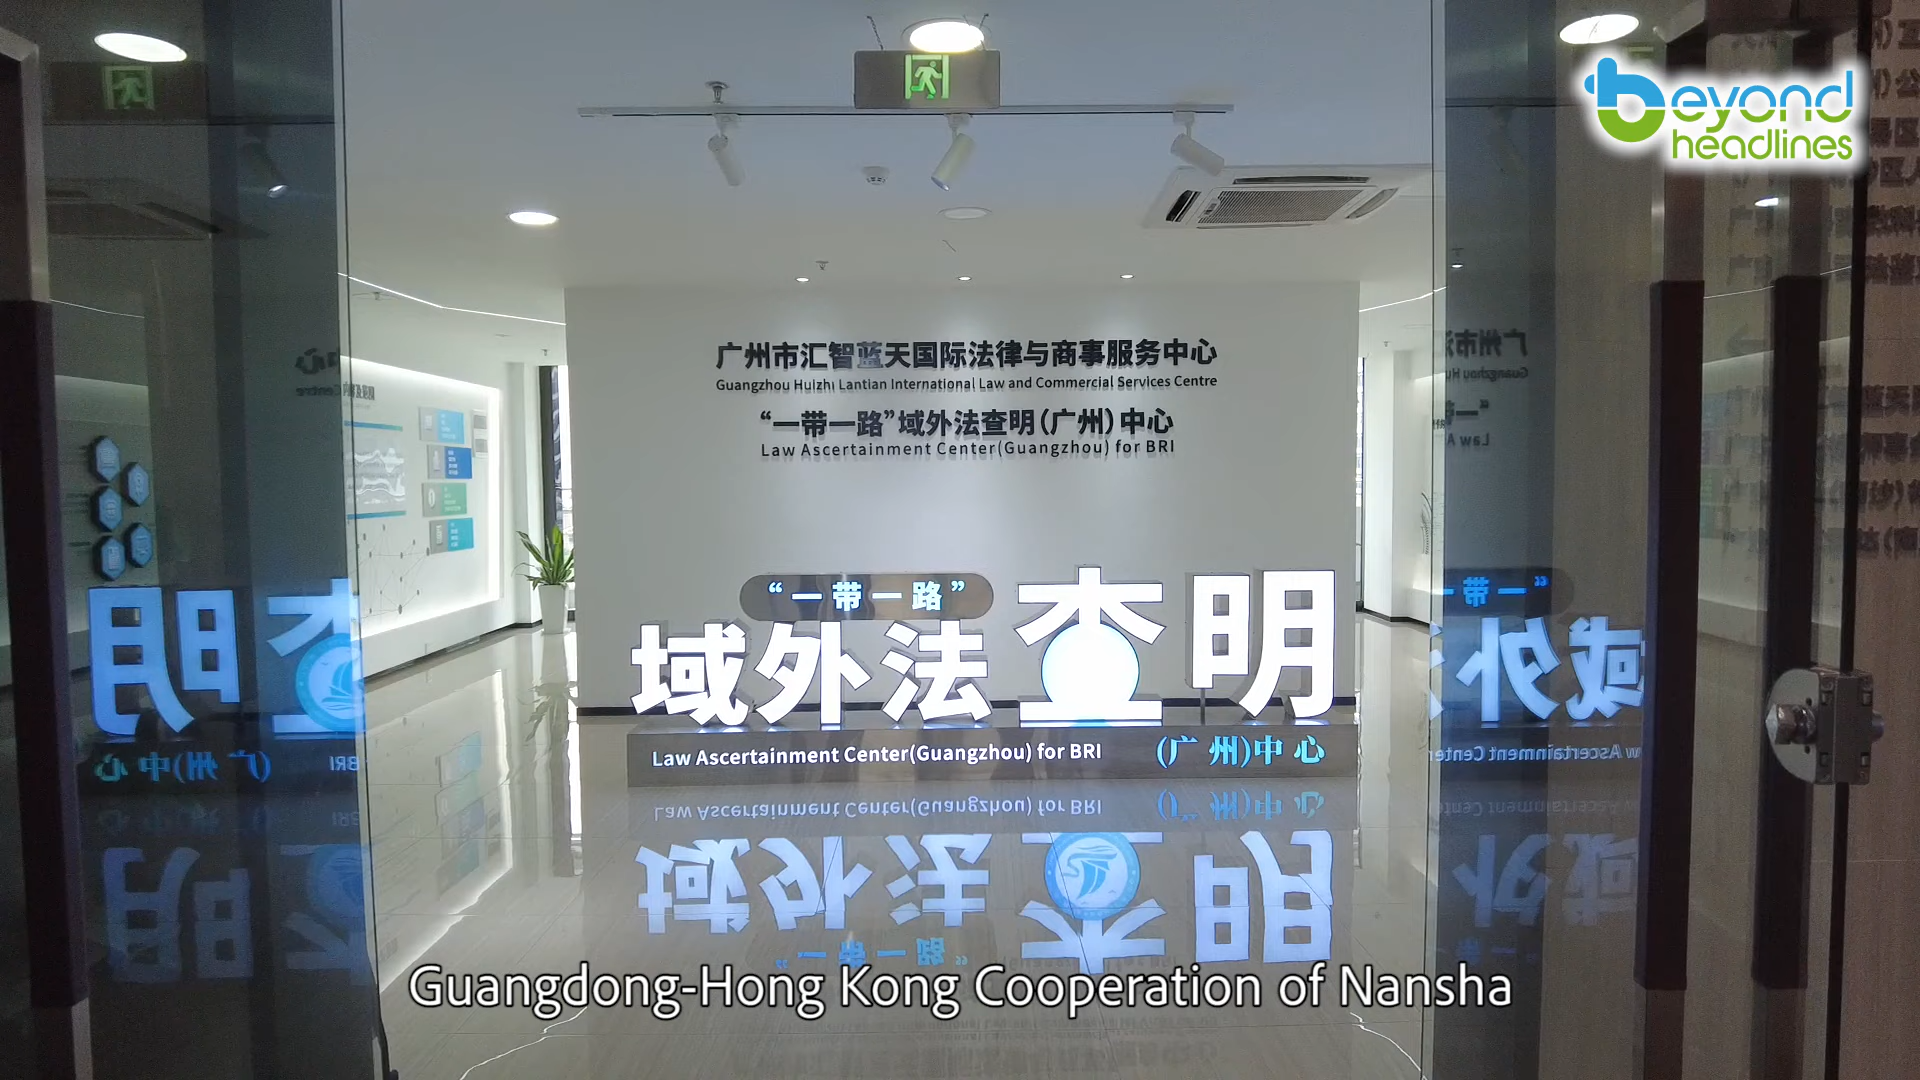 beyond
headlines
广州市汇智蓝天国际法律与商事服务中心
Guangzhou Huizhi Lantian International Law and Commercial Services Centre
“一带一路”域外法查明(广州)中心
Law Ascertainment Center(Guangzhou) for BRI
“一带一路”
域外法查明
Law Ascertainment Center(Guangzhou) for BRI (广州)中心
Guangdong-Hong Kong Cooperation of Nansha